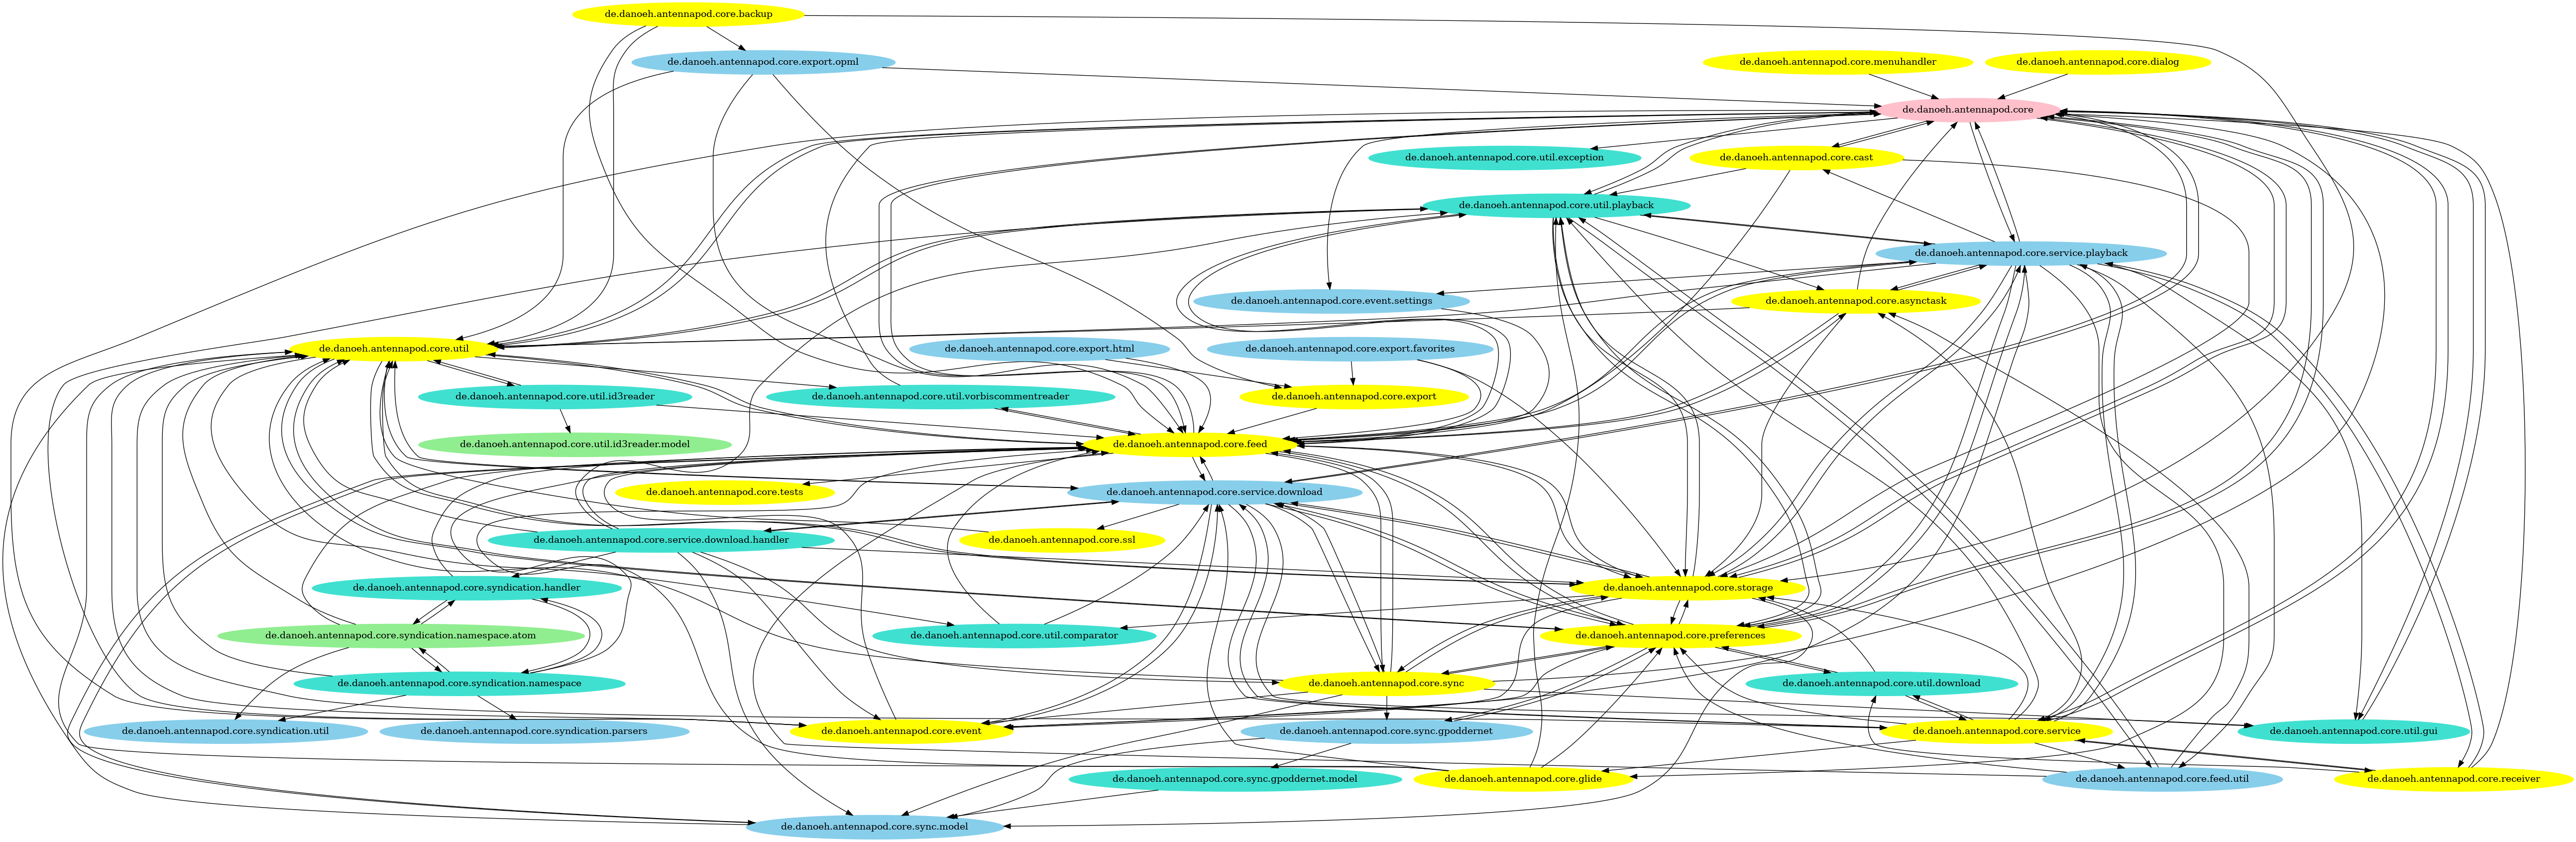 de.danoeh.antennapod.core.backup
de.danoeh.antennapod.core.export.opml
de.danoeh.antennapod.core.menuhandler
de.danoeh.antennapod.core.dialog
de.danoeh.antennapod.core
de.danoeh.antennapod.core.util.exception
de.danoeh.antennapod.core.cast
de.danoeh.antennapod.core.util.playback
de.danoeh.antennapod.core.service.playback
de.danoeh.antennapod.core.event.settings
de.danoeh.antennapod.core.asynctask
de.danoeh.antennapod.core.util
de.danoeh.antennapod.core.export.html
de.danoeh.antennapod.core.export.favorites
de.danoeh.antennapod.core.util.id3reader
de.danoeh.antennapod.core.util.vorbiscommentreader
de.danoeh.antennapod.core.export
de.danoeh.antennapod.core.util.id3reader.model
de.danoeh.antennapod.core.feed
de.danoeh.antennapod.core.tests
de.danoeh.antennapod.core.service.download
de.danoeh.antennapod.core.service.download.handler
de.danoeh.antennapod.core.ssl
de.danoeh.antennapod.core.syndication.handler
de.danoeh.antennapod.core.storage
de.danoeh.antennapod.core.syndication.namespace.atom
de.danoeh.antennapod.core.util.comparator
de.danoeh.antennapod.core.preferences
de.danoeh.antennapod.core.syndication.namespace
de.danoeh.antennapod.core.sync
de.danoeh.antennapod.core.util.download
de.danoeh.antennapod.core.syndication.util
de.danoeh.antennapod.core.syndication.parsers
de.danoeh.antennapod.core.event
de.danoeh.antennapod.core.sync.gpoddernet
de.danoeh.antennapod.core.service
de.danoeh.antennapod.core.util.gui
de.danoeh.antennapod.core.sync.gpoddernet.model
de.danoeh.antennapod.core.glide
de.danoeh.antennapod.core.feed.util
de.danoeh.antennapod.core.receiver
de.danoeh.antennapod.core.sync.model